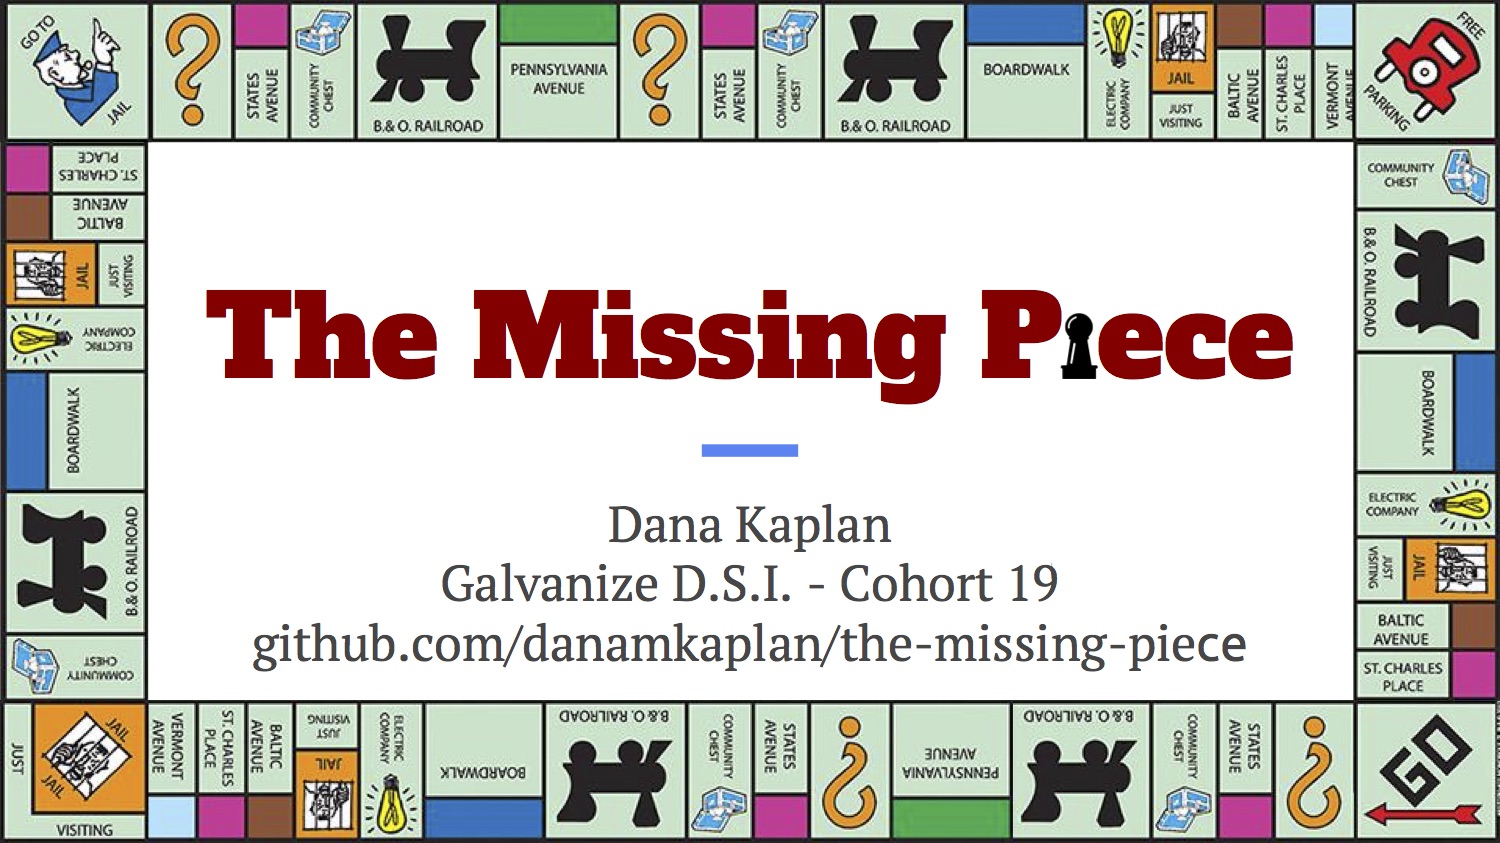 GO TO
JAIL
STATES
AVENUE
COMMUNITY
CHEST
B.& O. RAILROAD
PENNSYLVANIA
AVENUE
STATES
AVENUE
COMMUNITY
CHEST
B.& O. RAILROAD
BOARDWALK
ELECTRIC
COMPANY
JAIL
JUST
VISITING
BALTIC
AVENUE
ST. CHARLES
PLACE
VERMONT
AVENUE
FREE
PARKING
ST. CHARLES
PLACE
BALTIC
AVENUE
JAIL
JUST
VISITING
ELECTRIC
COMPANY
BOARDWALK
B.& O. RAILROAD
COMMUNITY
CHEST
The Missing Piece
Dana Kaplan
Galvanize D.S.I. - Cohort 19
github.com/danamkaplan/the-missing-piece
COMMUNITY
CHEST
B.& O. RAILROAD
BOARDWALK
ELECTRIC
COMPANY
JUST
VISITING
JAIL
BALTIC
AVENUE
ST. CHARLES
PLACE
JUST
JAIL
JAIL
VISITING
VERMONT
AVENUE
ST. CHARLES
PLACE
BALTIC
AVENUE
JUST
VISITING
JAIL
ELECTRIC
COMPANY
BOARDWALK
B.& O. RAILROAD
COMMUNITY
CHEST
STATES
AVENUE
PENNSYLVANIA
AVENUE
B.& O. RAILROAD
COMMUNITY
CHEST
STATES
AVENUE
GO